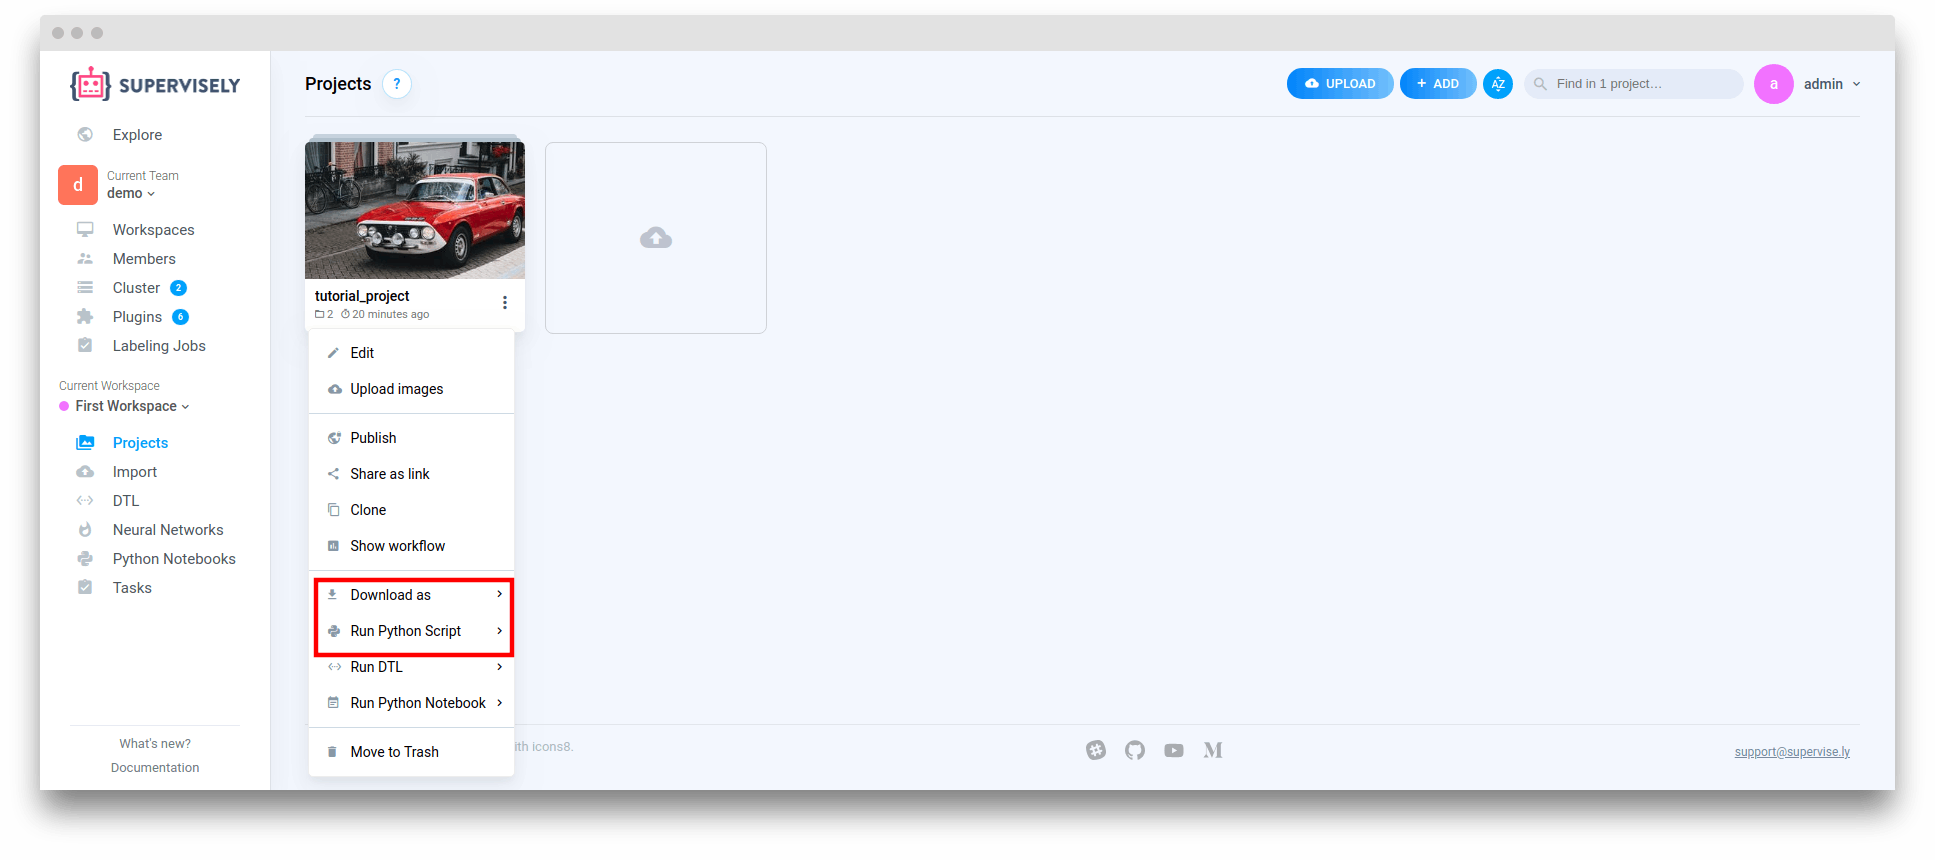 SUPERVISELY
Explore
d
Current Team
demo
Workspaces
Members
Cluster 2
Plugins 6
Labeling Jobs
Current Workspace
First Workspace
Projects
Import
DTL
Neural Networks
Python Notebooks
Tasks
What's new?
Documentation
Projects ?
UPLOAD
+ ADD
AZ
Find in 1 project...
a
admin
tutorial_project
2 20 minutes ago
Edit
Upload images
Publish
Share as link
Clone
Show workflow
Download as
Run Python Script
Run DTL
Run Python Notebook
Move to Trash
ith icons8.
support@supervise.ly